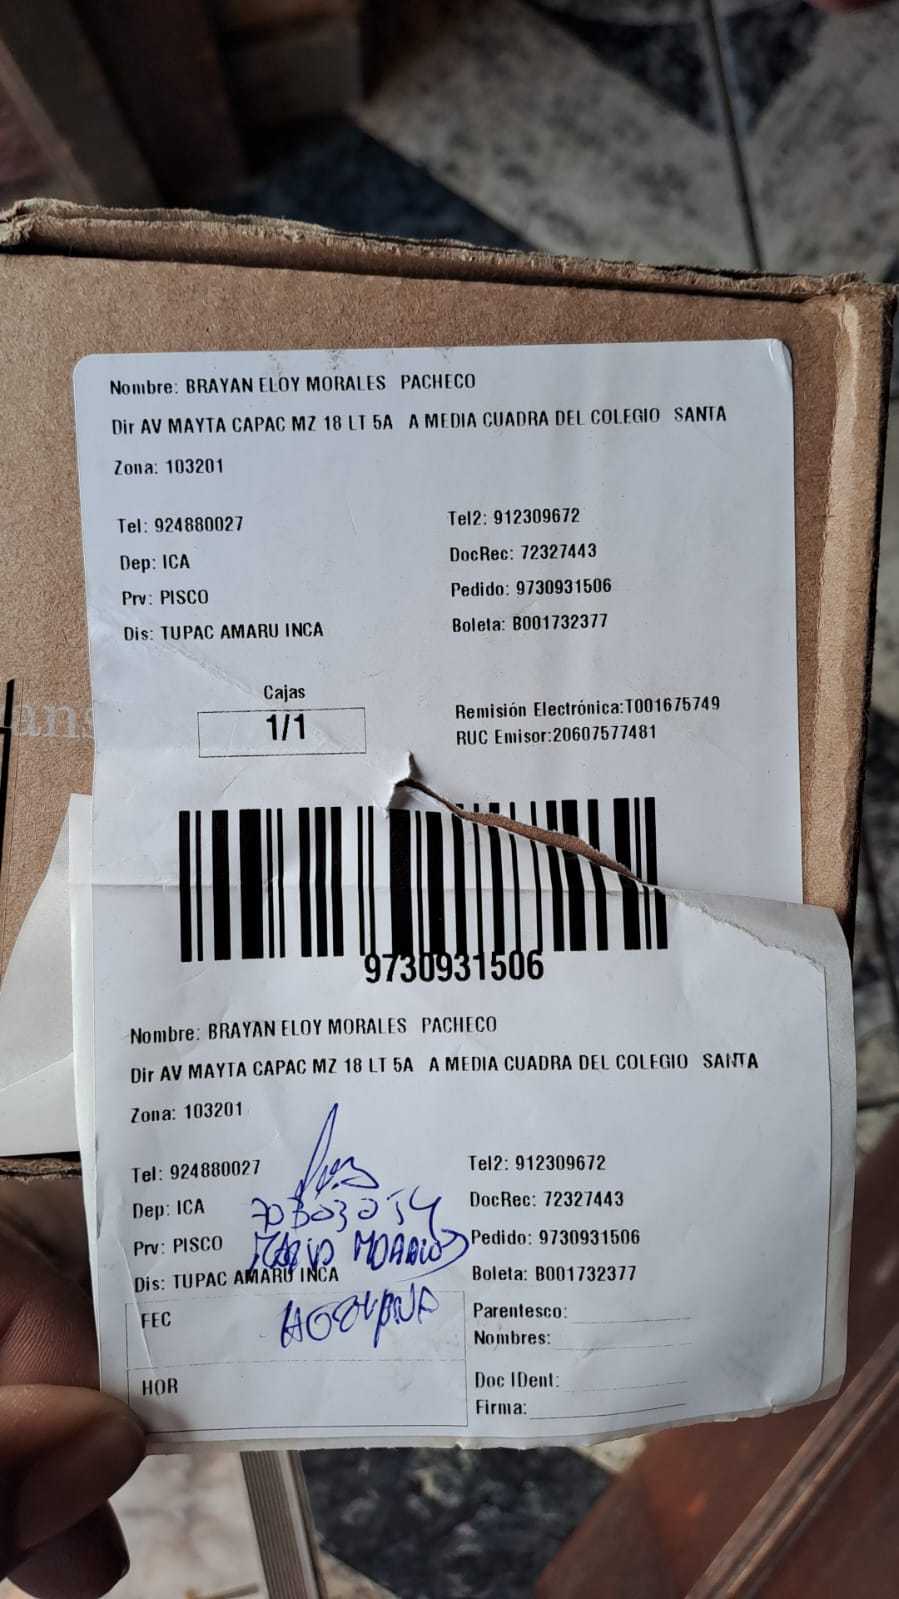 Nombre: BRAYAN ELOY MORALES PACHECO
Dir AV MAYTA CAPAC MZ 18 LT 5A A MEDIA CUADRA DEL COLEGIO SANTA
Zona: 103201
Tel: 924880027 Tel2: 912309672
Dep: ICA DocRec: 72327443
Prv: PISCO Pedido: 9730931506
Dis: TUPAC AMARU INCA Boleta: B001732377
Cajas
1/1
Remisión Electrónica:T001675749
RUC Emisor:20607577481
9730931506
Nombre: BRAYAN ELOY MORALES PACHECO
Dir AV MAYTA CAPAC MZ 18 LT 5A A MEDIA CUADRA DEL COLEGIO SANTA
Zona: 103201
Tel: 924880027 Tel2: 912309672
Dep: ICA DocRec: 72327443
Prv: PISCO Pedido: 9730931506
Dis: TUPAC AMARU INCA Boleta: B001732377
FEC
Parentesco:
Nombres:
HOR
Doc IDent:
Firma: